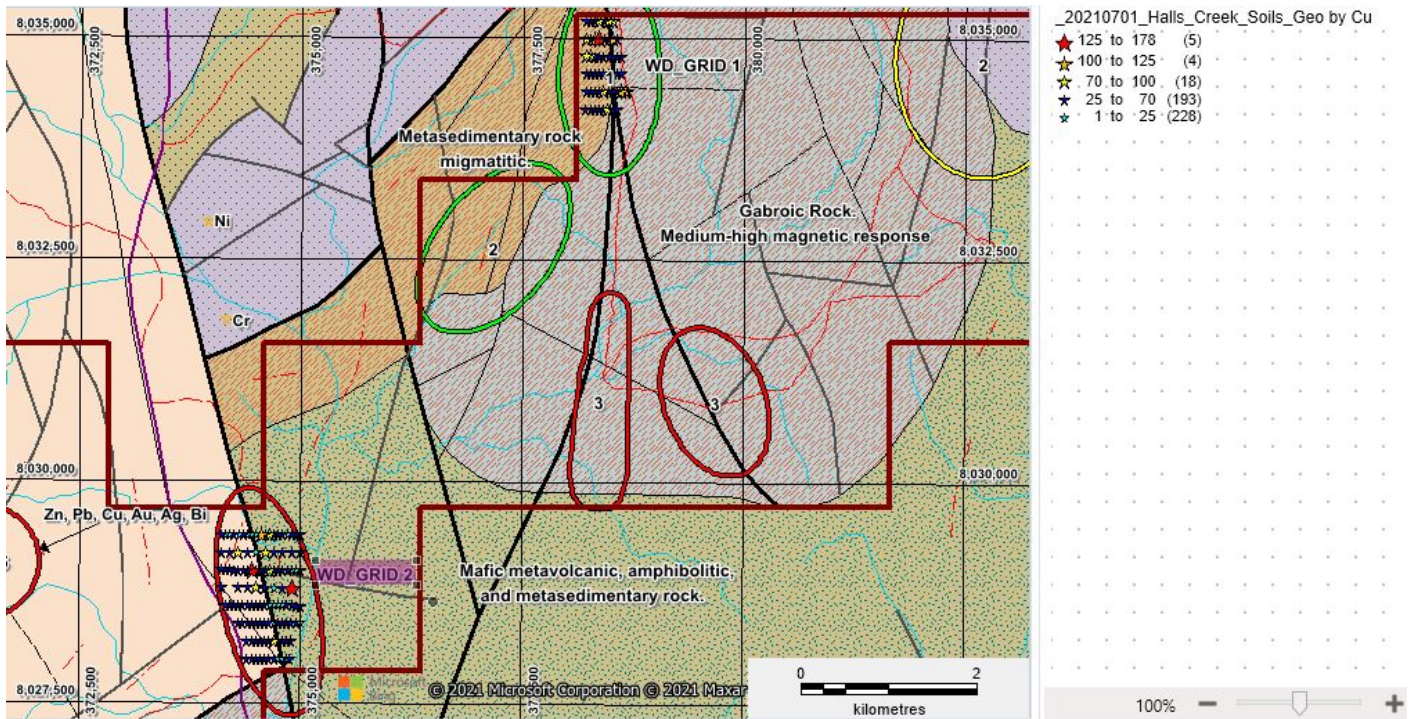 _20210701_Halls_Creek_Soils_Geo by Cu
125 to 178 (5)
100 to 125 (4)
70 to 100 (18)
25 to 70 (193)
1 to 25 (228)
8,035,000
372,500
375,000
377,500
380,000
8,035,000
WD_GRID 1
1
2
Metasedimentary rock
migmatitic.
Ni
Gabroic Rock.
Medium-high magnetic response
8,032,500
2
8,032,500
Cr
3
3
8,030,000
8,030,000
Zn, Pb, Cu, Au, Ag, Bi
WD_GRID 2
Mafic metavolcanic, amphibolitic,
and metasedimentary rock.
8,027,500
372,500
375,000
Microsoft
© 2021 Microsoft Corporation © 2021 Maxar
0 2
kilometres
100%